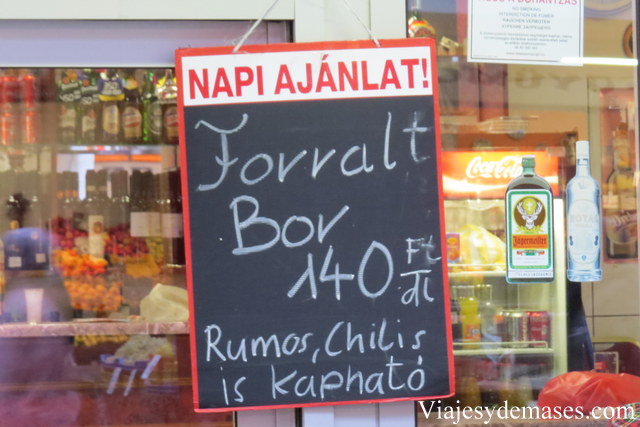 NAPI AJÁNLAT!
Forralt
Bor
140 Ft/dl
Rumos, Chilis
is kapható
Coca-Cola
Jägermeister
Viajesydemases.com